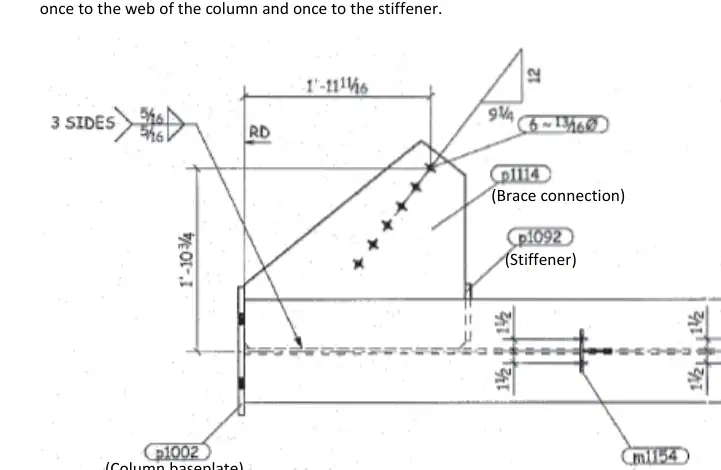 once to the web of the column and once to the stiffener.
1'-11 11/16
12
9 1/4
6 ~ 13/16Ø
3 SIDES
5/16
5/16
RD
p1114
(Brace connection)
p1092
(Stiffener)
1'-10 3/4
1 1/2
1 1/2
1 1/2
1 1/2
p1002
(Column baseplate)
m1154